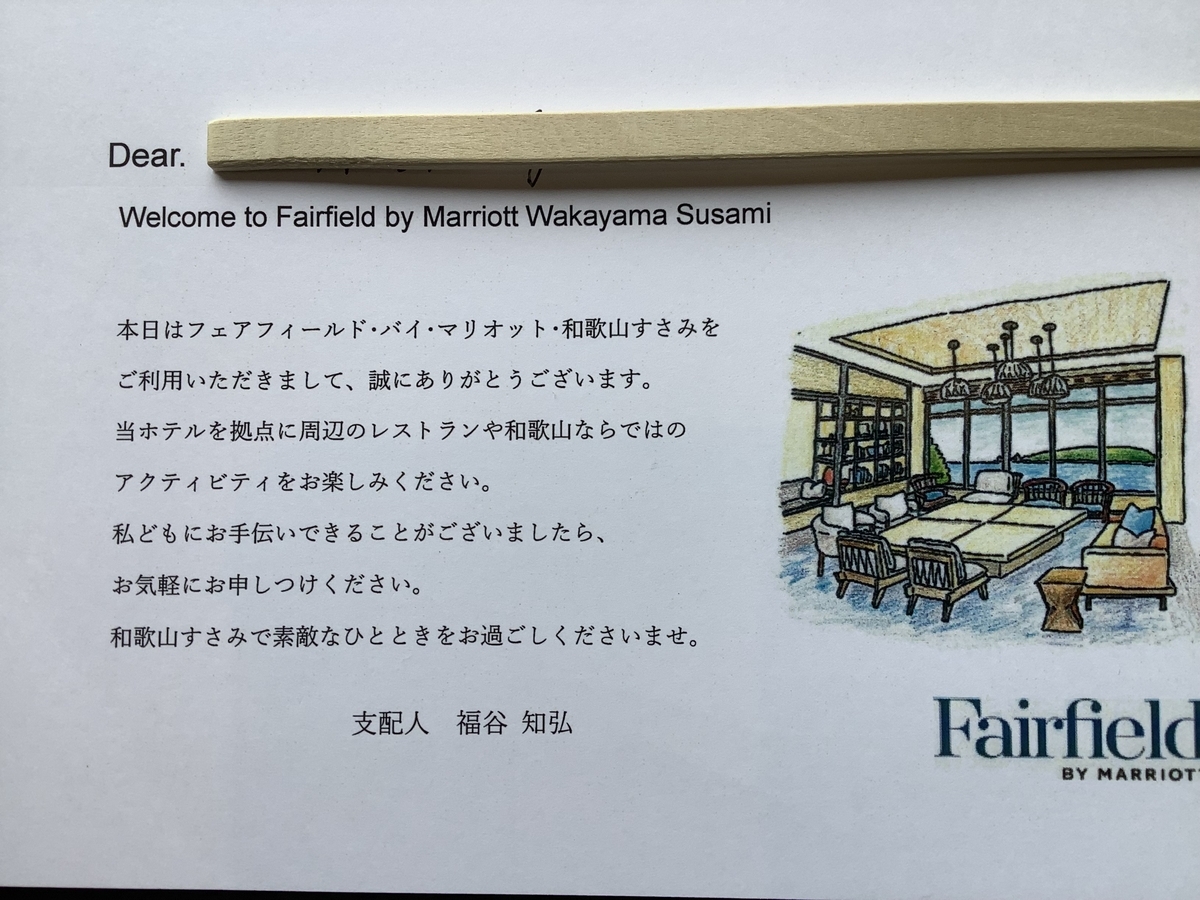 Dear.
Welcome to Fairfield by Marriott Wakayama Susami
本日はフェアフィールド・バイ・マリオット・和歌山すさみを
ご利用いただきまして、誠にありがとうございます。
当ホテルを拠点に周辺のレストランや和歌山ならではの
アクティビティをお楽しみください。
私どもにお手伝いできることがございましたら、
お気軽にお申しつけください。
和歌山すさみで素敵なひとときをお過ごしくださいませ。
支配人　福谷 知弘
Fairfield
BY MARRIOTT